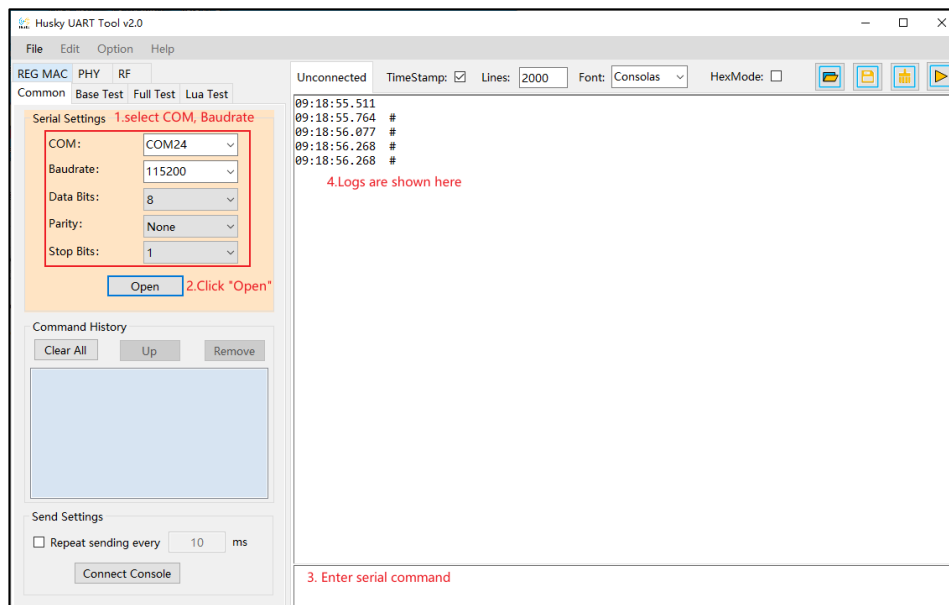 Husky UART Tool v2.0
File Edit Option Help
REG MAC PHY RF
Common Base Test Full Test Lua Test
Serial Settings 1.select COM, Baudrate
COM: COM24
Baudrate: 115200
Data Bits: 8
Parity: None
Stop Bits: 1
Open 2.Click "Open"
Command History
Clear All Up Remove
Send Settings
Repeat sending every 10 ms
Connect Console
Unconnected TimeStamp: Lines: 2000 Font: Consolas HexMode:
09:18:55.511
09:18:55.764 #
09:18:56.077 #
09:18:56.268 #
09:18:56.268 #
4.Logs are shown here
3. Enter serial command